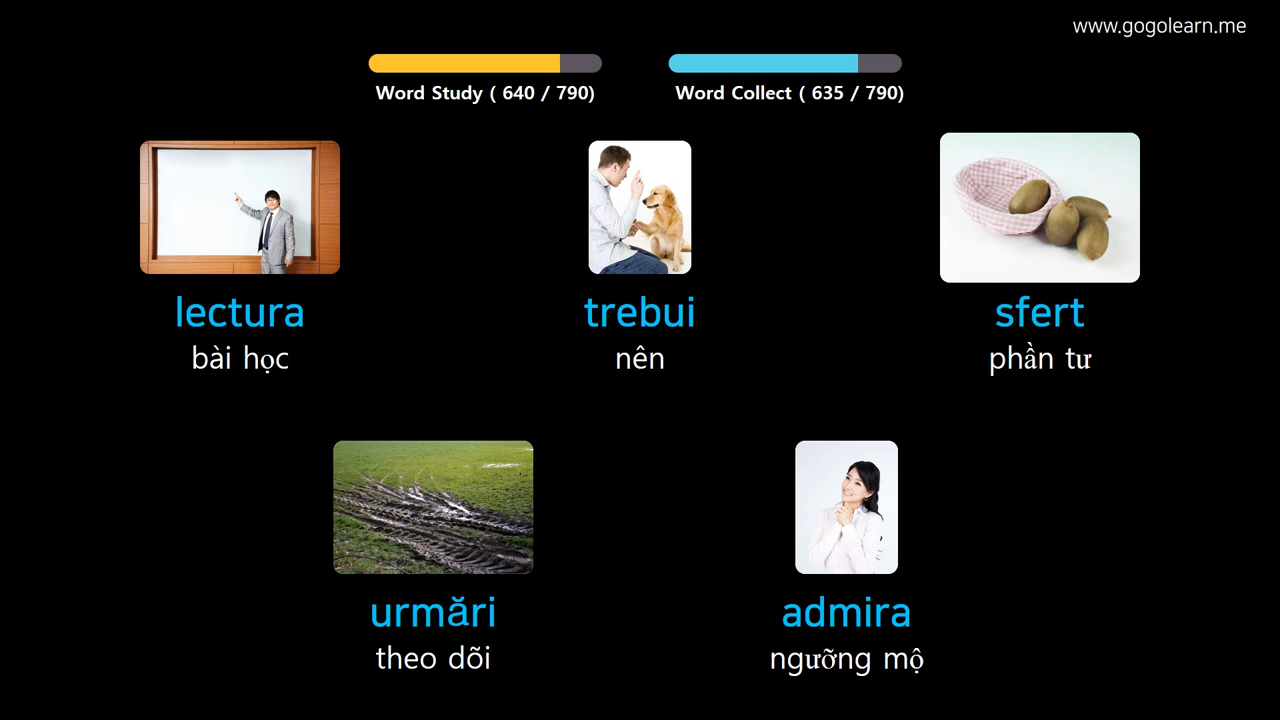 www.gogolearn.me
Word Study ( 640 / 790)
Word Collect ( 635 / 790)
lectura
bài học
trebui
nên
sfert
phần tư
urmări
theo dõi
admira
ngưỡng mộ